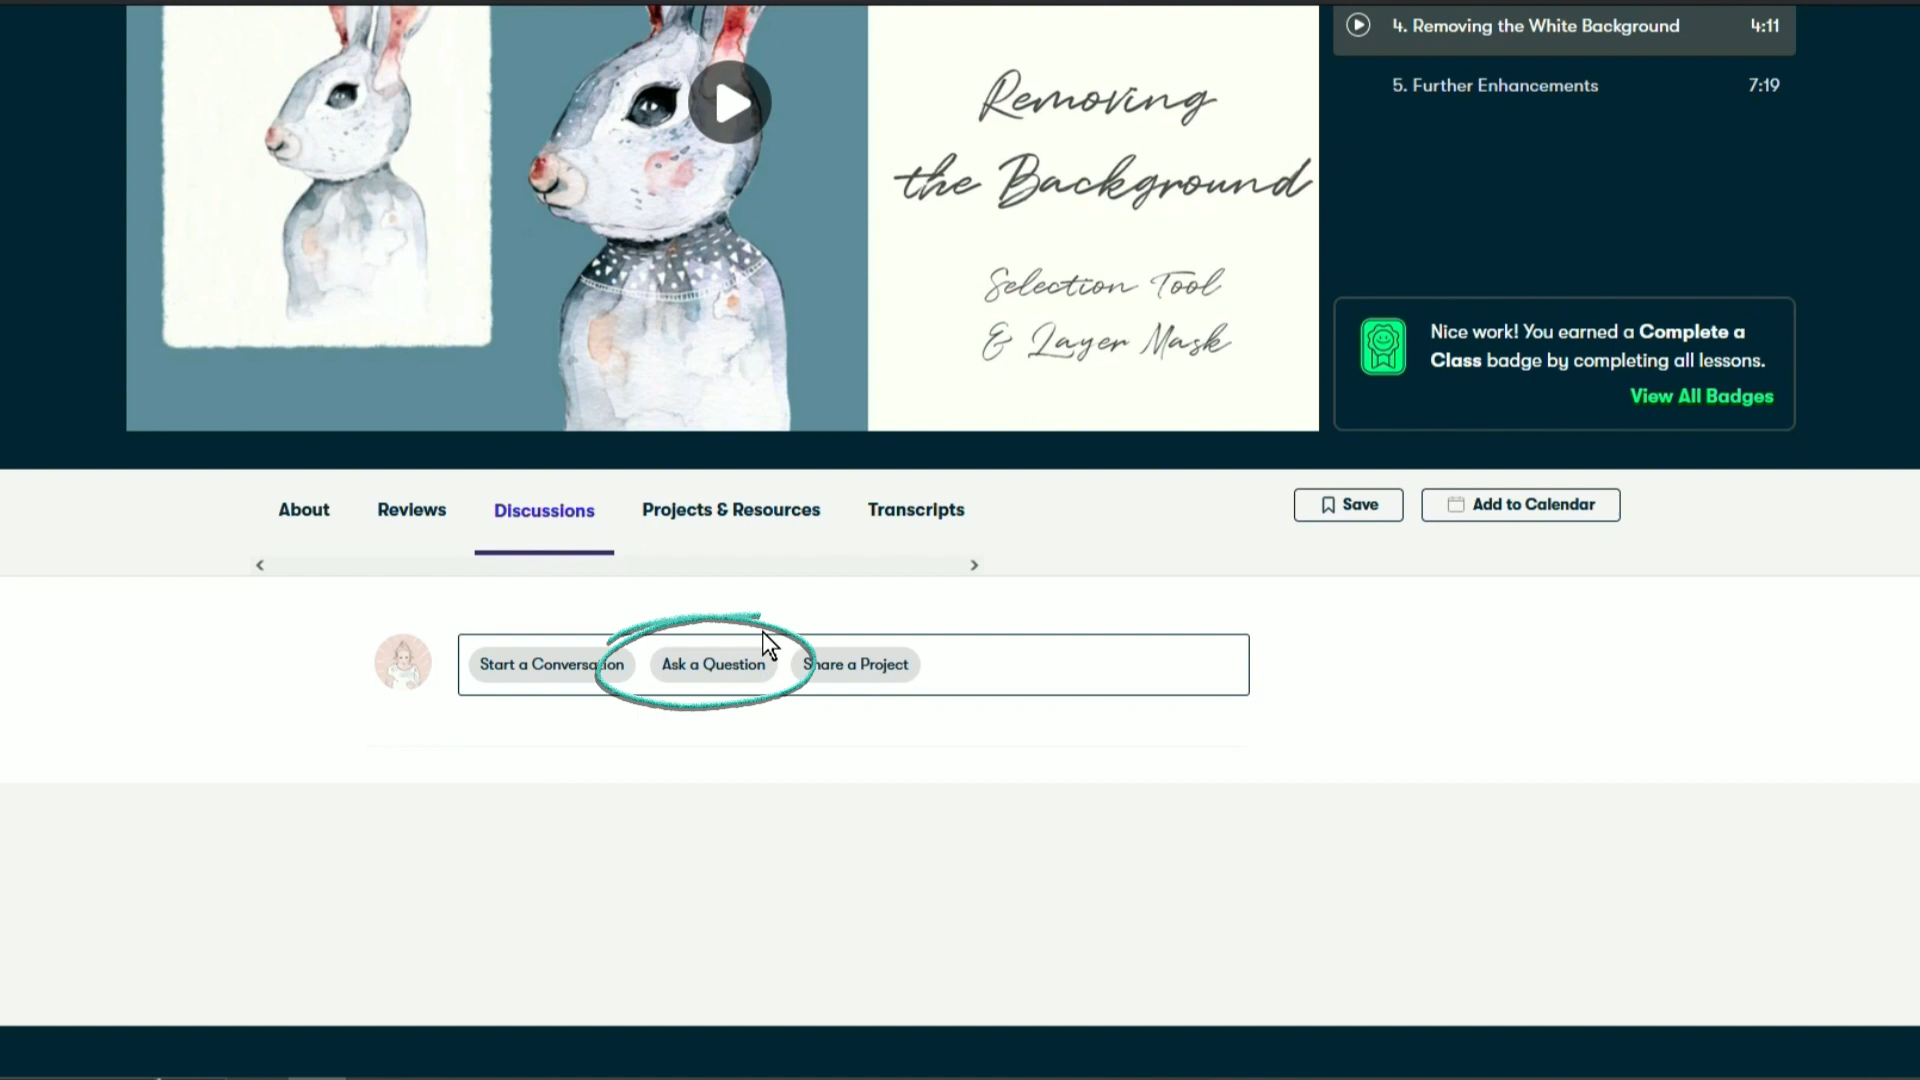 4. Removing the White Background 4:11
5. Further Enhancements 7:19
Removing
the Background
Selection Tool
& Layer Mask
Nice work! You earned a Complete a
Class badge by completing all lessons.
View All Badges
About Reviews Discussions Projects & Resources Transcripts
Save Add to Calendar
Start a Conversation Ask a Question Share a Project